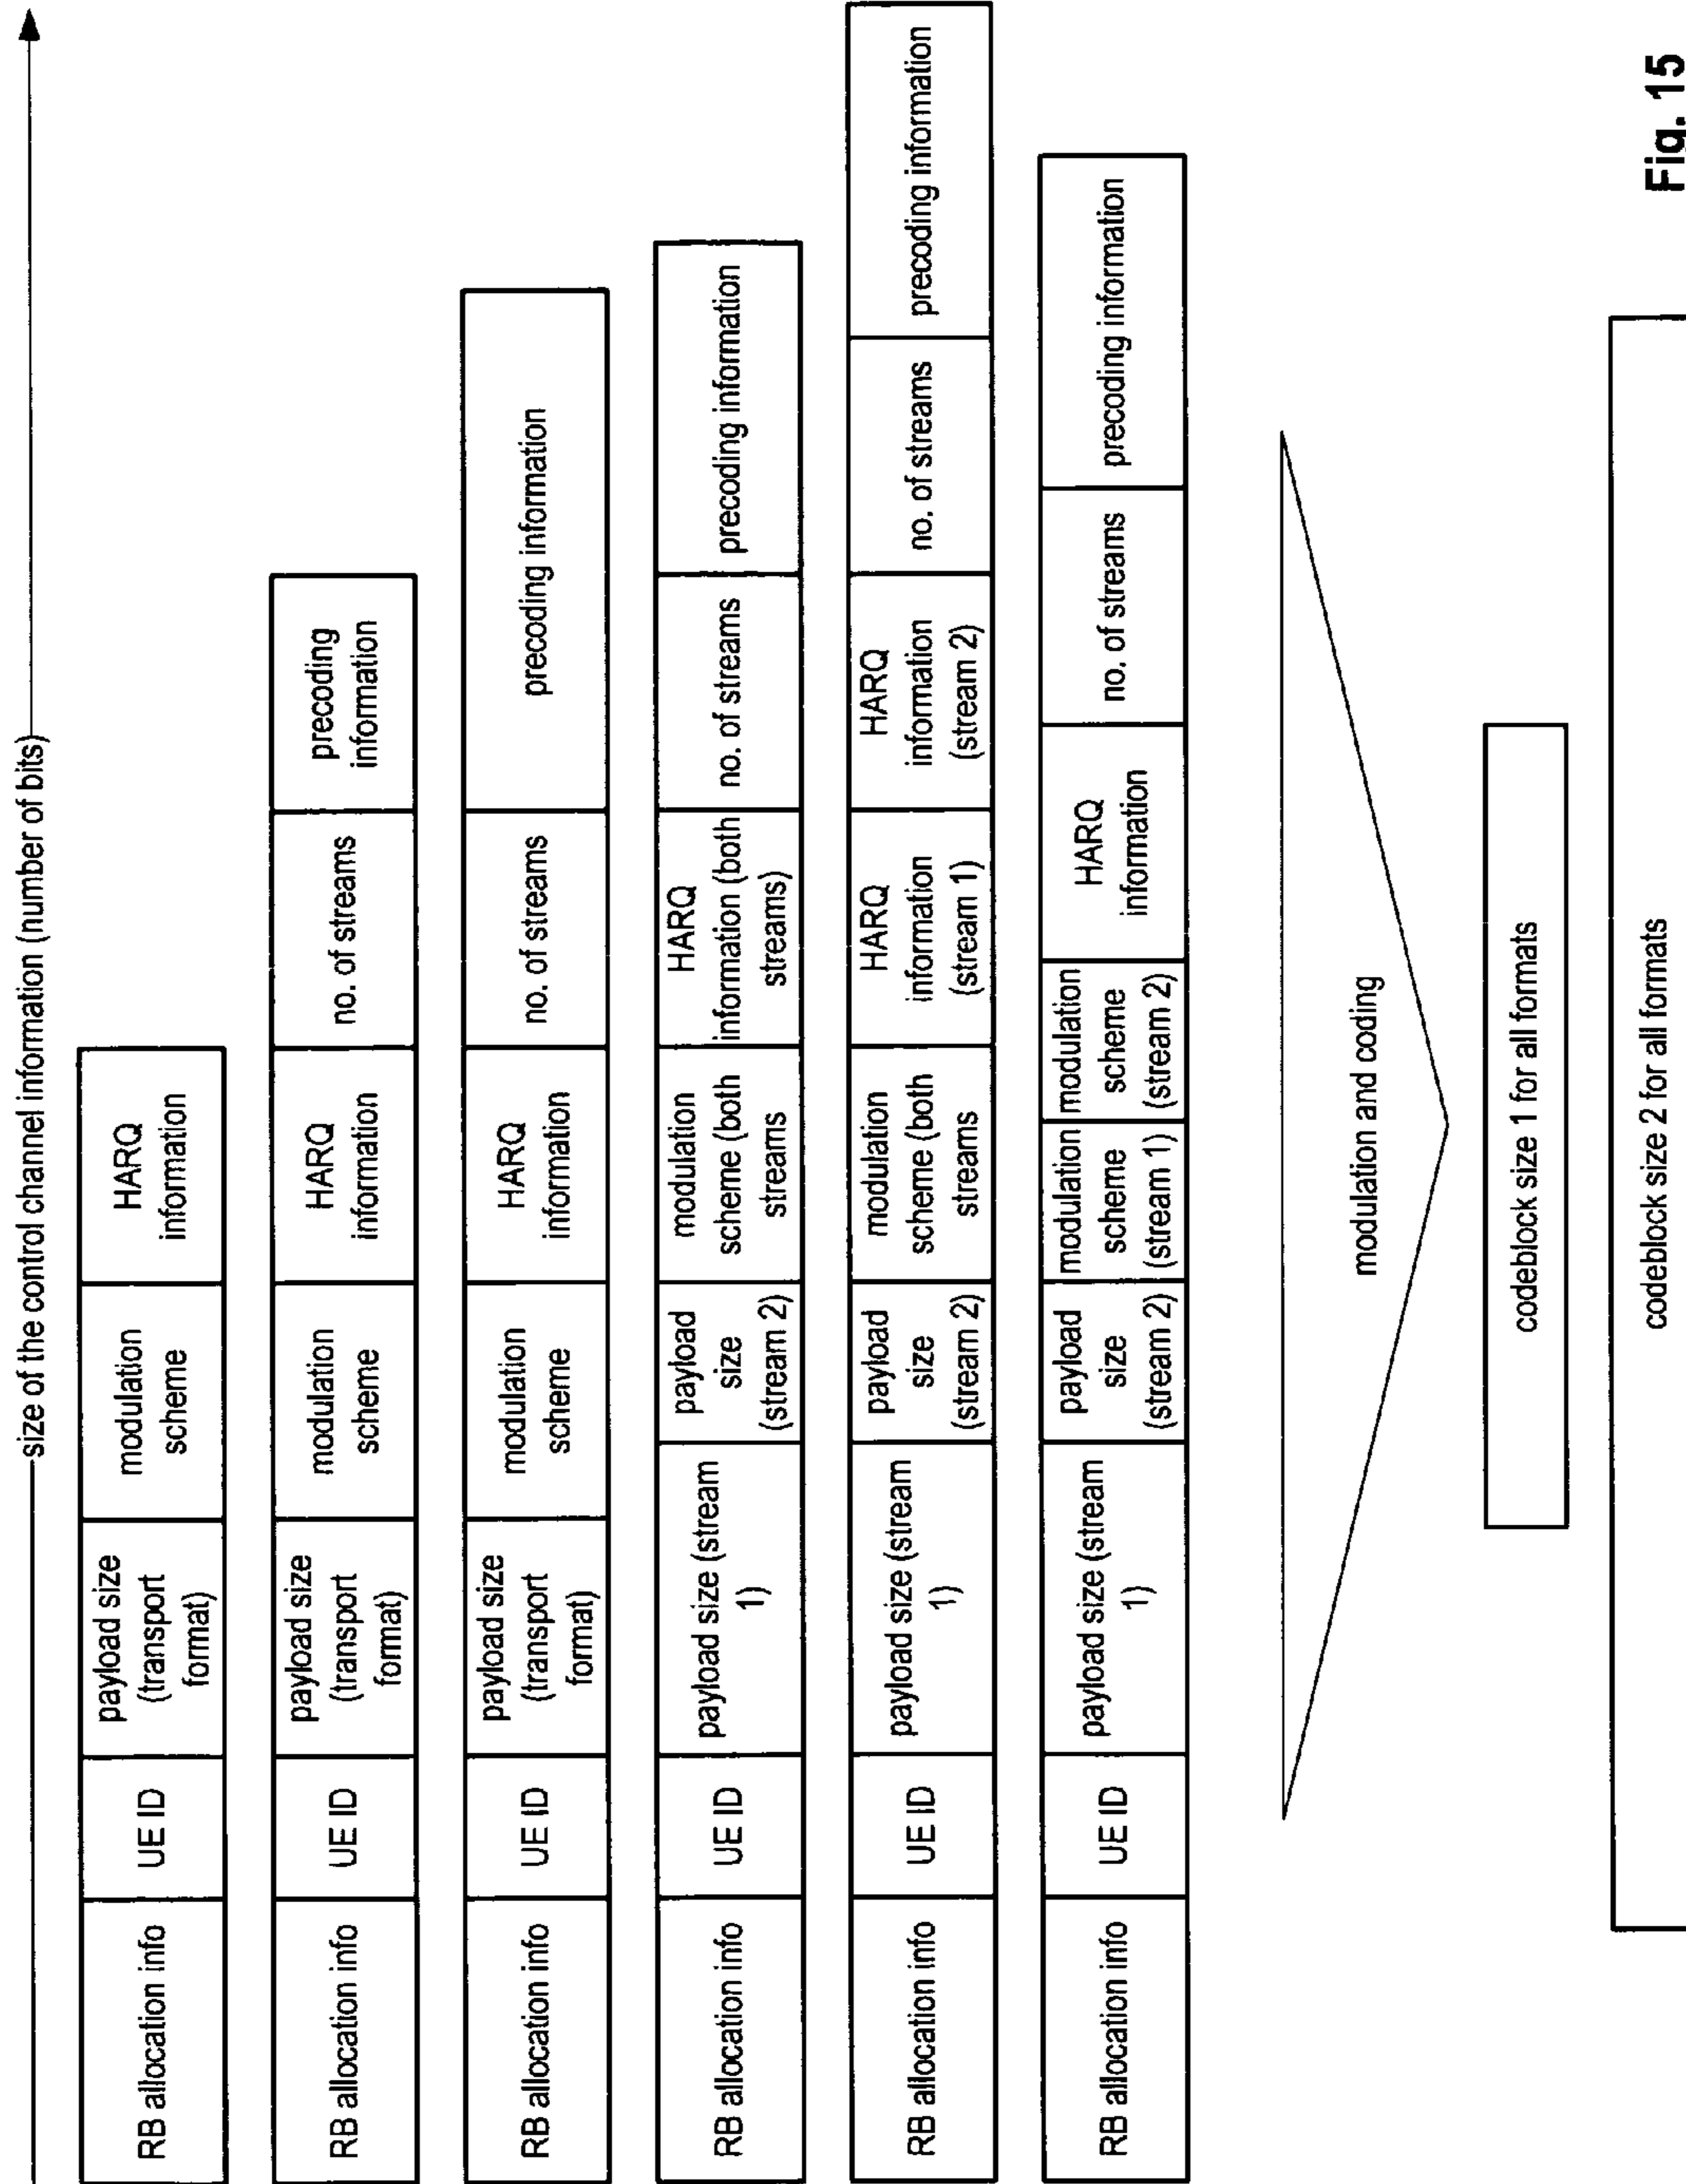 size of the control channel information (number of bits)
RB allocation info
UE ID
payload size
(transport
format)
modulation
scheme
HARQ
information
RB allocation info
UE ID
payload size
(transport
format)
modulation
scheme
HARQ
information
no. of streams
precoding
information
RB allocation info
UE ID
payload size
(transport
format)
modulation
scheme
HARQ
information
no. of streams
precoding information
RB allocation info
UE ID
payload size (stream
1)
payload
size
(stream 2)
modulation
scheme (both
streams)
HARQ
information (both
streams)
no. of streams
precoding information
RB allocation info
UE ID
payload size (stream
1)
payload
size
(stream 2)
modulation
scheme (both
streams
HARQ
information
(stream 1)
HARQ
information
(stream 2)
no. of streams
precoding information
RB allocation info
UE ID
payload size (stream
1)
payload
size
(stream 2)
modulation
scheme
(stream 1)
modulation
scheme
(stream 2)
HARQ
information
no. of streams
precoding information
modulation and coding
codeblock size 1 for all formats
codeblock size 2 for all formats
Fig. 15